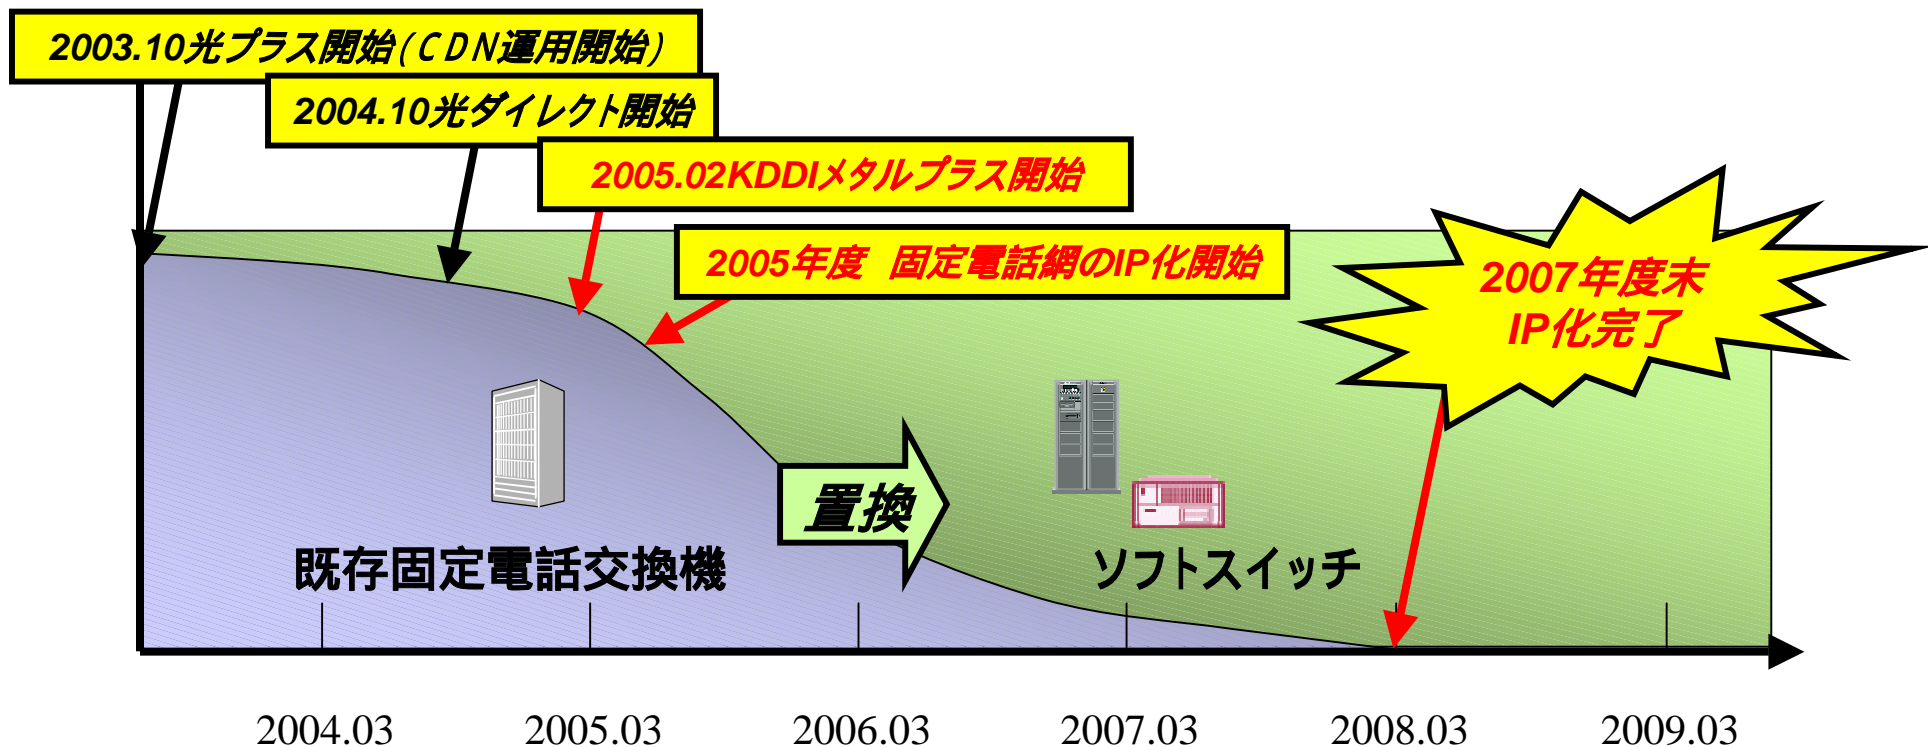 2003.10光プラス開始(CDN運用開始)
2004.10光ダイレクト開始
2005.02KDDIメタルプラス開始
2005年度 固定電話網のIP化開始
2007年度末
IP化完了
置換
既存固定電話交換機
ソフトスイッチ
2004.03
2005.03
2006.03
2007.03
2008.03
2009.03